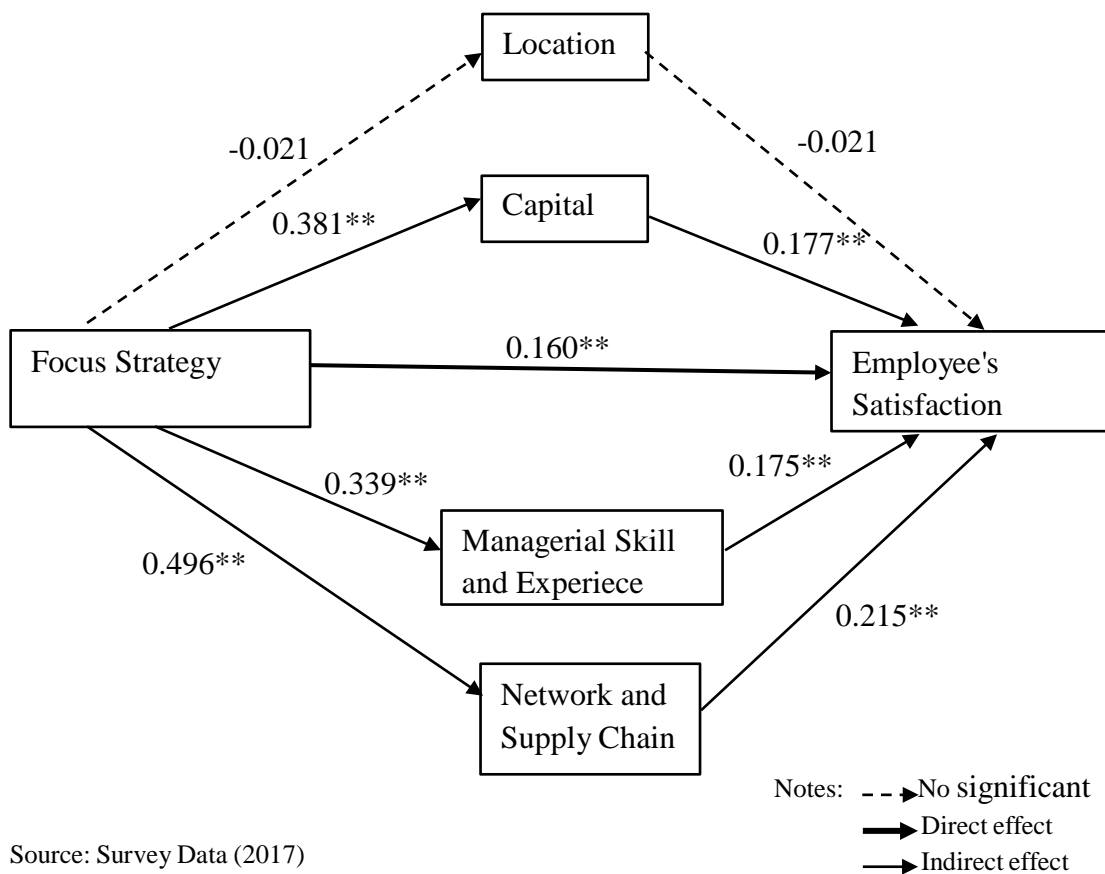 Location
-0.021
-0.021
Capital
0.381**
0.177**
Focus Strategy
0.160**
Employee's
Satisfaction
0.339**
0.175**
Managerial Skill
and Experiece
0.496**
0.215**
Network and
Supply Chain
Notes:
No significant
Direct effect
Indirect effect
Source: Survey Data (2017)